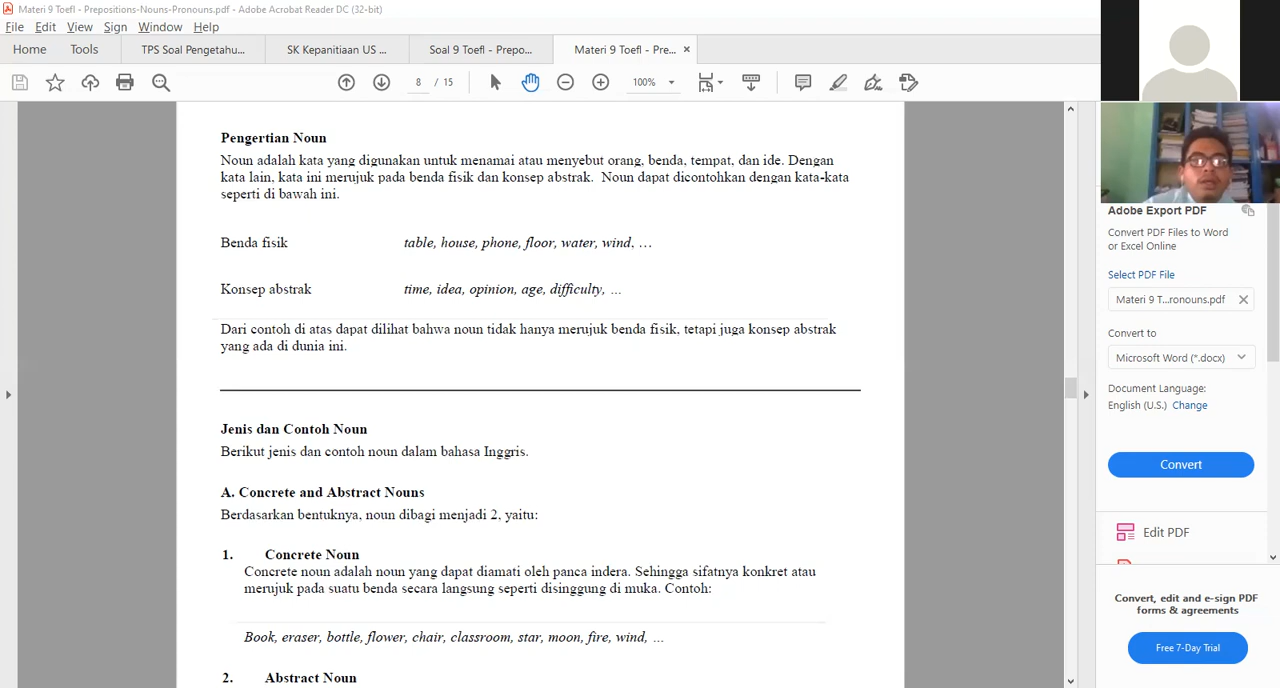 Materi 9 Toefl - Prepositions-Nouns-Pronouns.pdf - Adobe Acrobat Reader DC (32-bit)
File Edit View Sign Window Help
Home Tools TPS Soal Pengetahu... SK Kepanitiaan US ... Soal 9 Toefl - Prepo... Materi 9 Toefl - Pre... ×
8 / 15 100%
Pengertian Noun
Noun adalah kata yang digunakan untuk menamai atau menyebut orang, benda, tempat, dan ide. Dengan
kata lain, kata ini merujuk pada benda fisik dan konsep abstrak. Noun dapat dicontohkan dengan kata-kata
seperti di bawah ini.
Benda fisik table, house, phone, floor, water, wind, …
Konsep abstrak time, idea, opinion, age, difficulty, …
Dari contoh di atas dapat dilihat bahwa noun tidak hanya merujuk benda fisik, tetapi juga konsep abstrak
yang ada di dunia ini.
Jenis dan Contoh Noun
Berikut jenis dan contoh noun dalam bahasa Inggris.
A. Concrete and Abstract Nouns
Berdasarkan bentuknya, noun dibagi menjadi 2, yaitu:
1. Concrete Noun
Concrete noun adalah noun yang dapat diamati oleh panca indera. Sehingga sifatnya konkret atau
merujuk pada suatu benda secara langsung seperti disinggung di muka. Contoh:
Book, eraser, bottle, flower, chair, classroom, star, moon, fire, wind, …
2. Abstract Noun
Adobe Export PDF
Convert PDF Files to Word
or Excel Online
Select PDF File
Materi 9 T...ronouns.pdf
Convert to
Microsoft Word (*.docx)
Document Language:
English (U.S.) Change
Convert
Edit PDF
Convert, edit and e-sign PDF
forms & agreements
Free 7-Day Trial